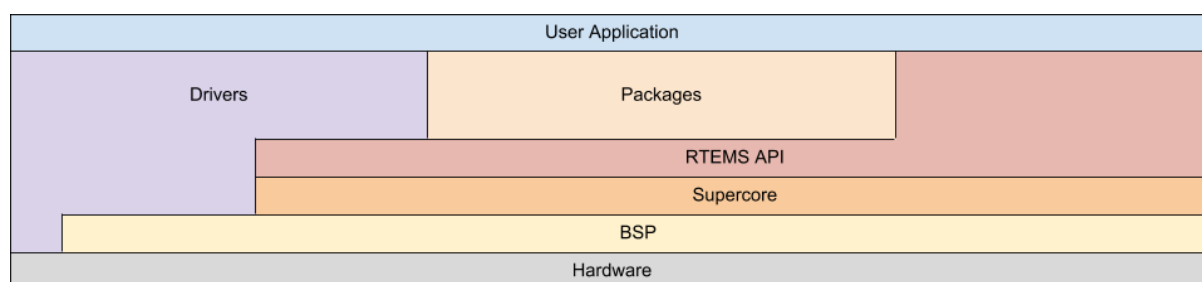 User Application
Drivers
Packages
RTEMS API
Supercore
BSP
Hardware